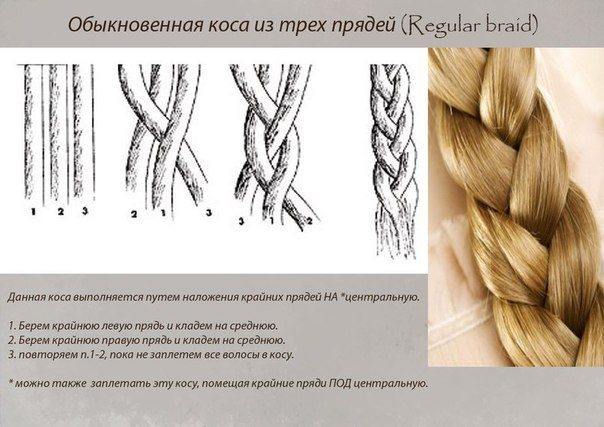 Обыкновенная коса из трех прядей (Regular braid)
1 2 3
2 1 3
3 1 2
Данная коса выполняется путем наложения крайних прядей НА *центральную.
1. Берем крайнюю левую прядь и кладем на среднюю.
2. Берем крайнюю правую прядь и кладем на среднюю.
3. повторяем п.1-2, пока не заплетем все волосы в косу.
* можно также заплетать эту косу, помещая крайние пряди ПОД центральную.